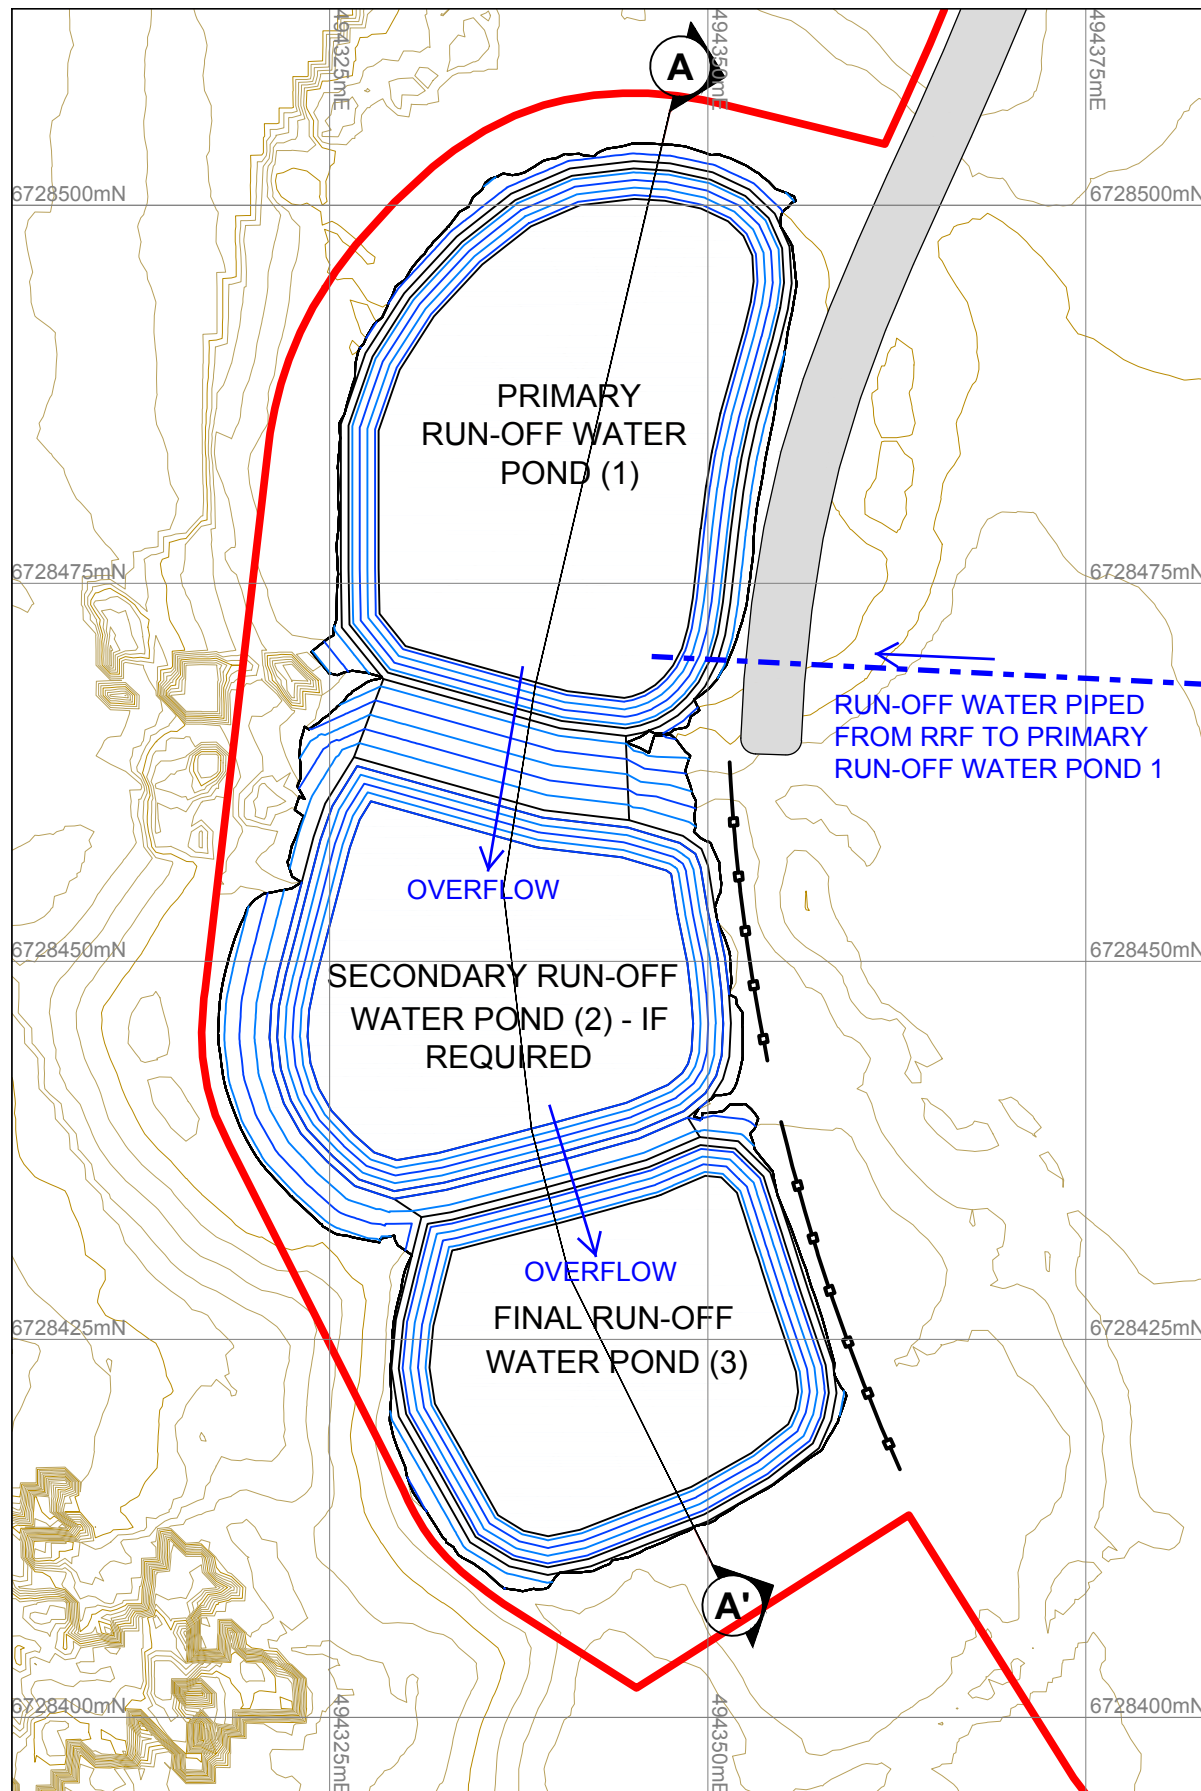 494325mE
494350mE
494375mE
A
6728500mN
6728500mN
PRIMARY
RUN-OFF WATER
POND (1)
6728475mN
6728475mN
RUN-OFF WATER PIPED
FROM RRF TO PRIMARY
RUN-OFF WATER POND 1
OVERFLOW
6728450mN
6728450mN
SECONDARY RUN-OFF
WATER POND (2) - IF
REQUIRED
OVERFLOW
FINAL RUN-OFF
WATER POND (3)
6728425mN
6728425mN
A'
6728400mN
6728400mN
494325mE
494350mE